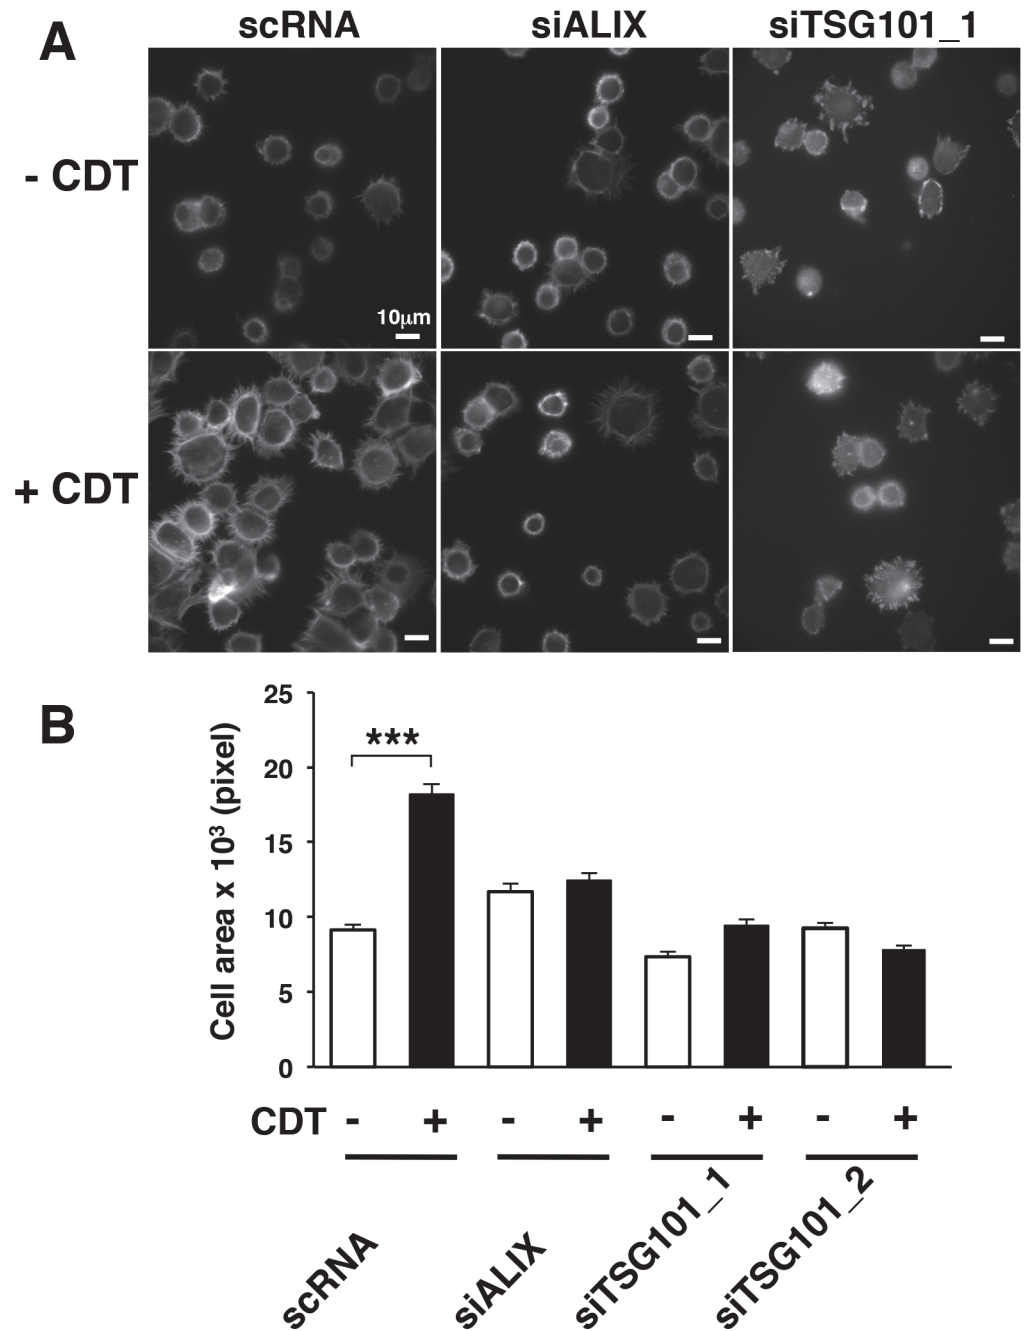 A
scRNA siALIX siTSG101_1
- CDT
10μm
+ CDT
B
Cell area x 10³ (pixel)
25
20
15
10
5
0
***
CDT - + - + - + - +
scRNA siALIX siTSG101_1 siTSG101_2